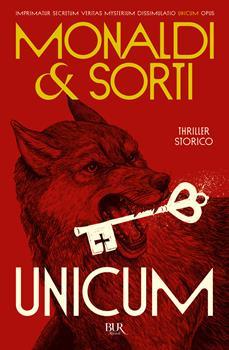 IMPRIMATUR SECRETUM VERITAS MYSTERIUM DISSIMULATIO UNICUM OPUS
MONALDI
& SORTI
THRILLER
STORICO
UNICUM
BUR